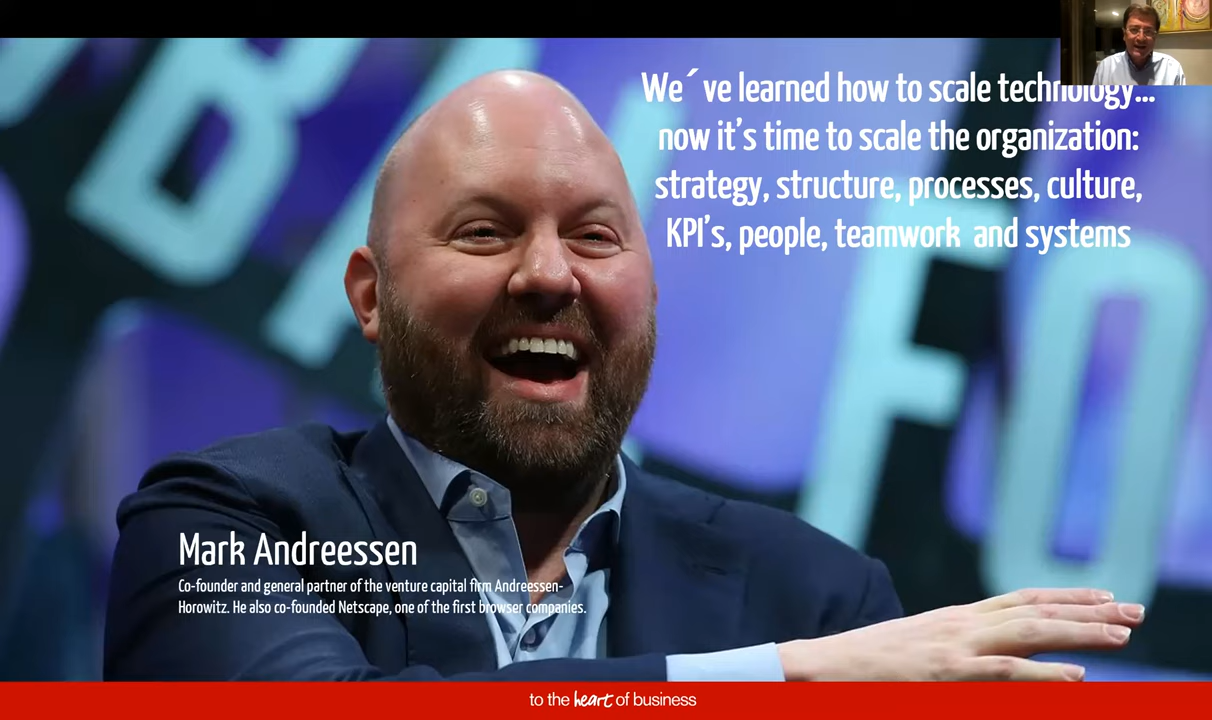 We´ ve learned how to scale technology...
now it's time to scale the organization:
strategy, structure, processes, culture,
KPI's, people, teamwork and systems
Mark Andreessen
Co-founder and general partner of the venture capital firm Andreessen-
Horowitz. He also co-founded Netscape, one of the first browser companies.
to the heart of business